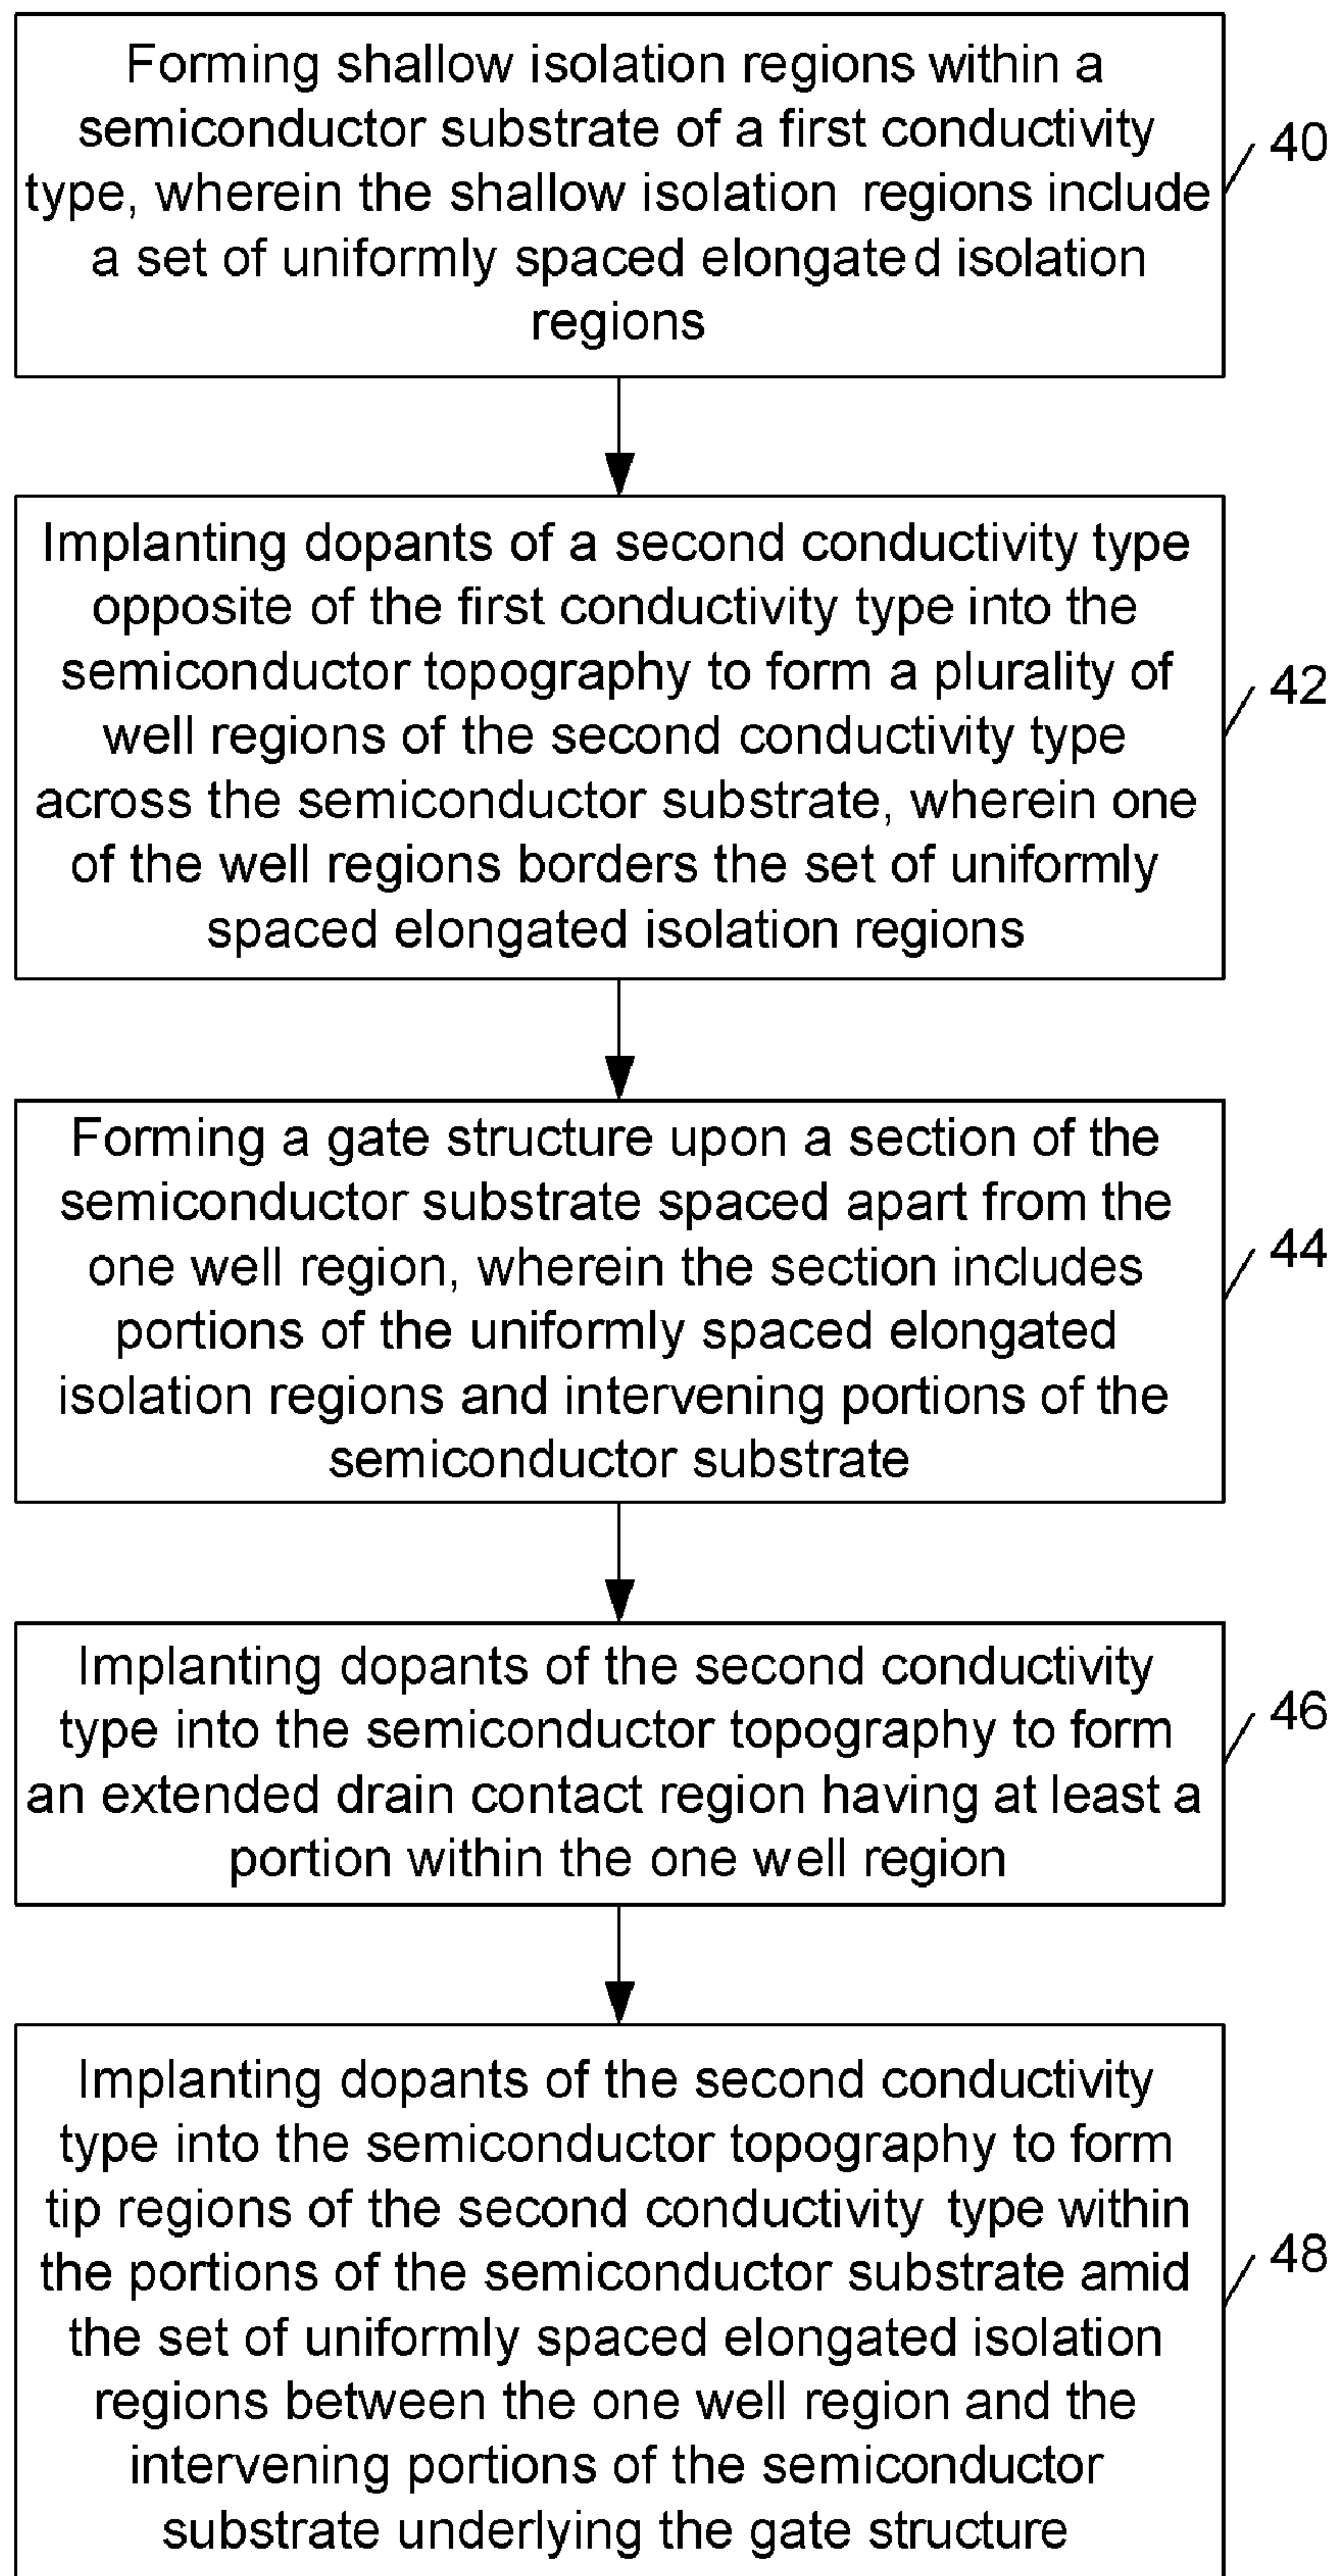 Forming shallow isolation regions within a
semiconductor substrate of a first conductivity
type, wherein the shallow isolation regions include
a set of uniformly spaced elongated isolation
regions
40
Implanting dopants of a second conductivity type
opposite of the first conductivity type into the
semiconductor topography to form a plurality of
well regions of the second conductivity type
across the semiconductor substrate, wherein one
of the well regions borders the set of uniformly
spaced elongated isolation regions
42
Forming a gate structure upon a section of the
semiconductor substrate spaced apart from the
one well region, wherein the section includes
portions of the uniformly spaced elongated
isolation regions and intervening portions of the
semiconductor substrate
44
Implanting dopants of the second conductivity
type into the semiconductor topography to form
an extended drain contact region having at least a
portion within the one well region
46
Implanting dopants of the second conductivity
type into the semiconductor topography to form
tip regions of the second conductivity type within
the portions of the semiconductor substrate amid
the set of uniformly spaced elongated isolation
regions between the one well region and the
intervening portions of the semiconductor
substrate underlying the gate structure
48